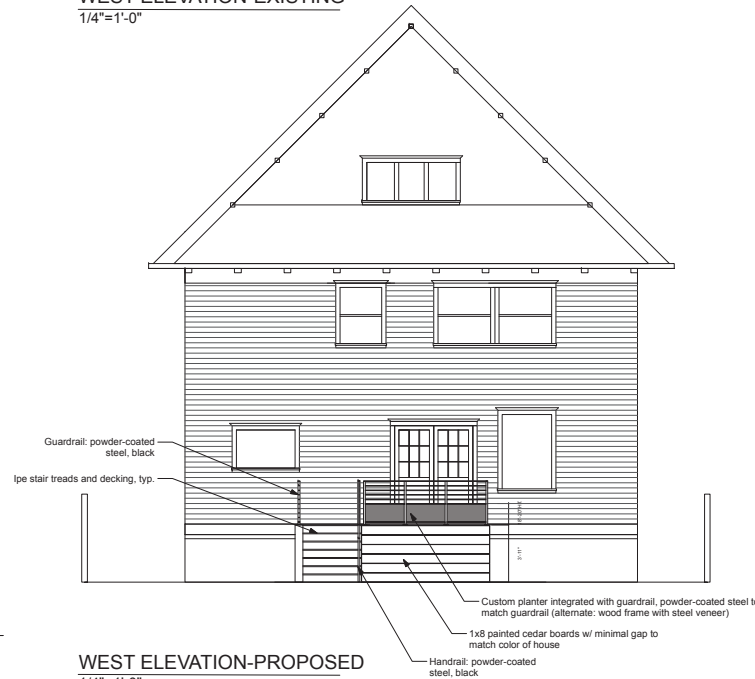 WEST ELEVATION-EXISTING
1/4"=1'-0"
Guardrail: powder-coated
steel, black
Ipe stair treads and decking, typ.
3'-11"
Custom planter integrated with guardrail, powder-coated steel to
match guardrail (alternate: wood frame with steel veneer)
1x8 painted cedar boards w/ minimal gap to
match color of house
Handrail: powder-coated
steel, black
WEST ELEVATION-PROPOSED